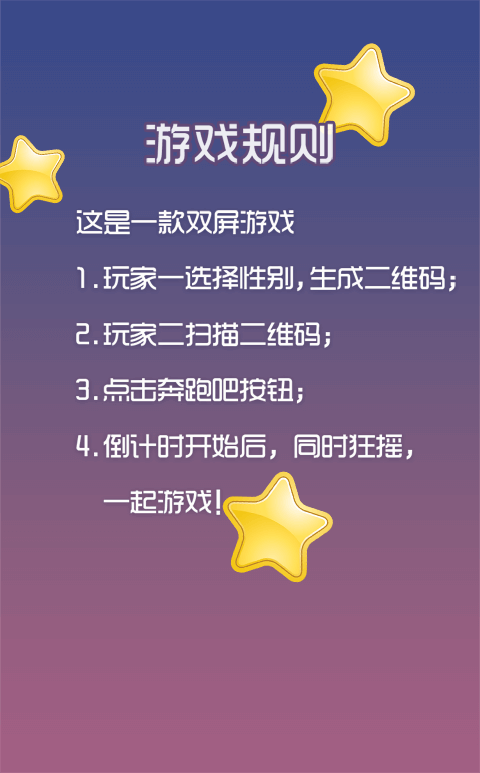 游戏规则
这是一款双屏游戏
1.玩家一选择性别,生成二维码;
2.玩家二扫描二维码;
3.点击奔跑吧按钮;
4.倒计时开始后，同时狂摇，
一起游戏!